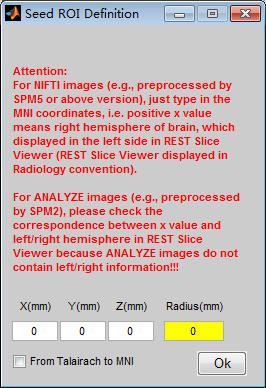 Seed ROI Definition
Attention:
For NIFTI images (e.g., preprocessed by
SPM5 or above version), just type in the
MNI coordinates, i.e. positive x value
means right hemisphere of brain, which
displayed in the left side in REST Slice
Viewer (REST Slice Viewer displayed in
Radiology convention).
For ANALYZE images (e.g., preprocessed
by SPM2), please check the
correspondence between x value and
left/right hemisphere in REST Slice
Viewer because ANALYZE images do not
contain left/right information!!!
X(mm) Y(mm) Z(mm) Radius(mm)
0 0 0 0
From Talairach to MNI Ok